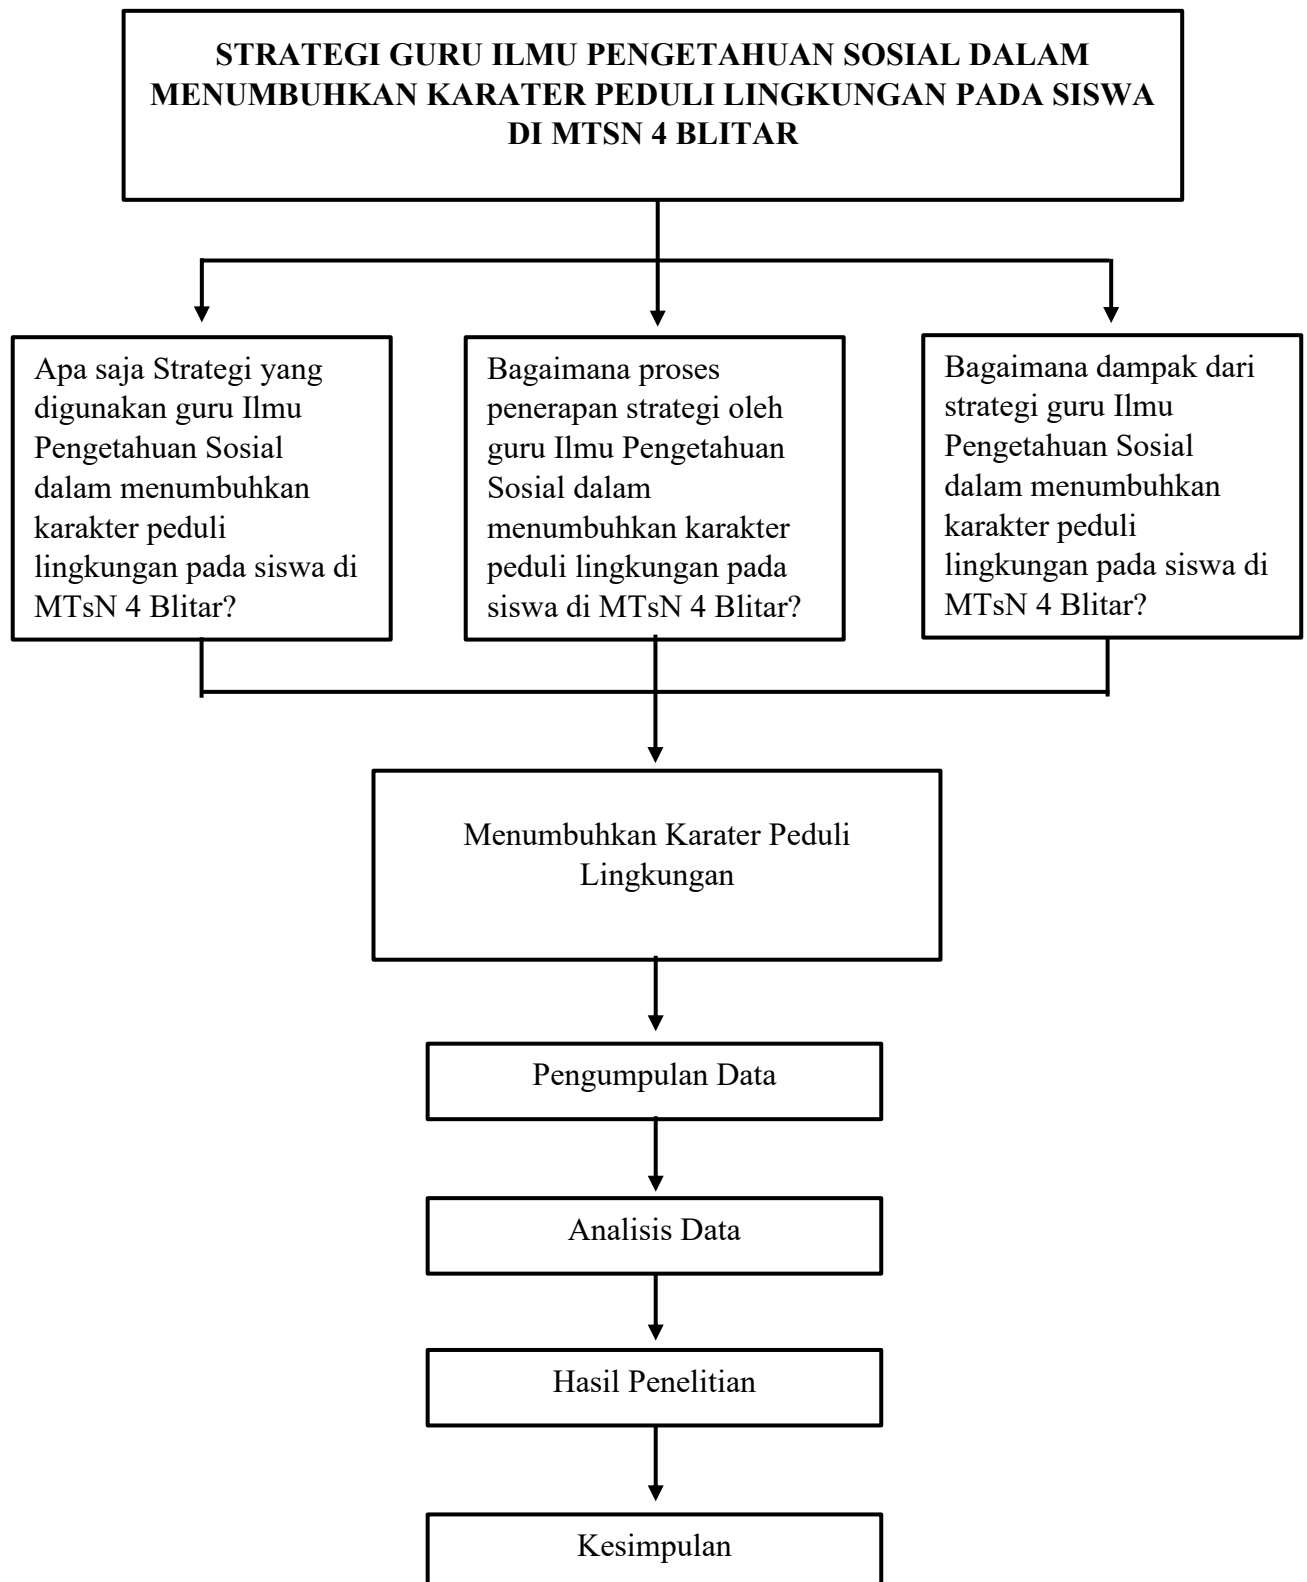 STRATEGI GURU ILMU PENGETAHUAN SOSIAL DALAM
MENUMBUHKAN KARATER PEDULI LINGKUNGAN PADA SISWA
DI MTSN 4 BLITAR
Apa saja Strategi yang
digunakan guru Ilmu
Pengetahuan Sosial
dalam menumbuhkan
karakter peduli
lingkungan pada siswa di
MTsN 4 Blitar?
Bagaimana proses
penerapan strategi oleh
guru Ilmu Pengetahuan
Sosial dalam
menumbuhkan karakter
peduli lingkungan pada
siswa di MTsN 4 Blitar?
Bagaimana dampak dari
strategi guru Ilmu
Pengetahuan Sosial
dalam menumbuhkan
karakter peduli
lingkungan pada siswa di
MTsN 4 Blitar?
Menumbuhkan Karater Peduli
Lingkungan
Pengumpulan Data
Analisis Data
Hasil Penelitian
Kesimpulan